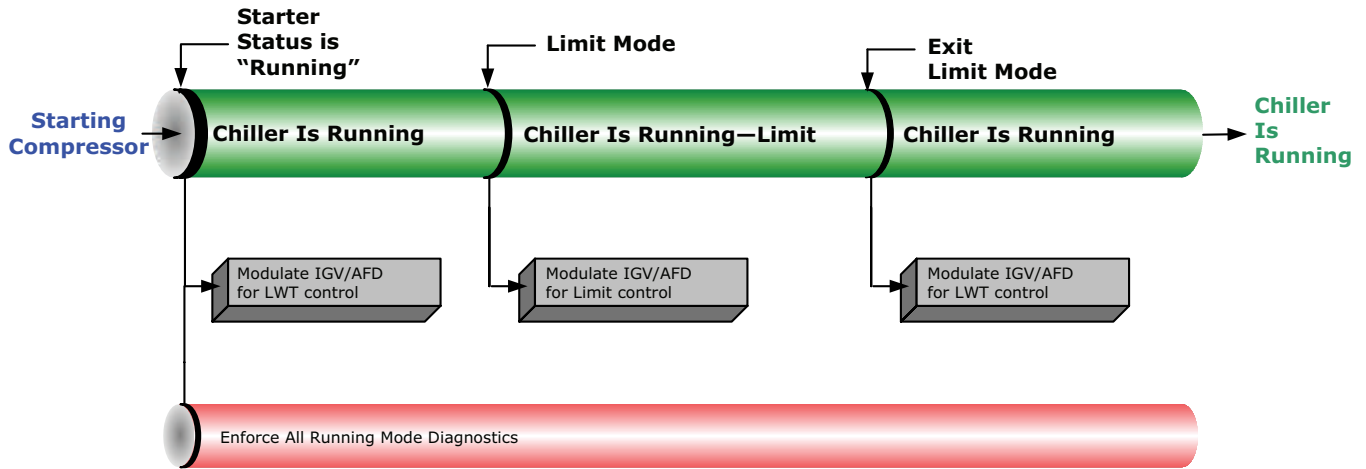 Starter
Status is
“Running”
Limit Mode
Exit
Limit Mode
Starting
Compressor
Chiller Is Running
Chiller Is Running—Limit
Chiller Is Running
Chiller
Is
Running
Modulate IGV/AFD
for LWT control
Modulate IGV/AFD
for Limit control
Modulate IGV/AFD
for LWT control
Enforce All Running Mode Diagnostics